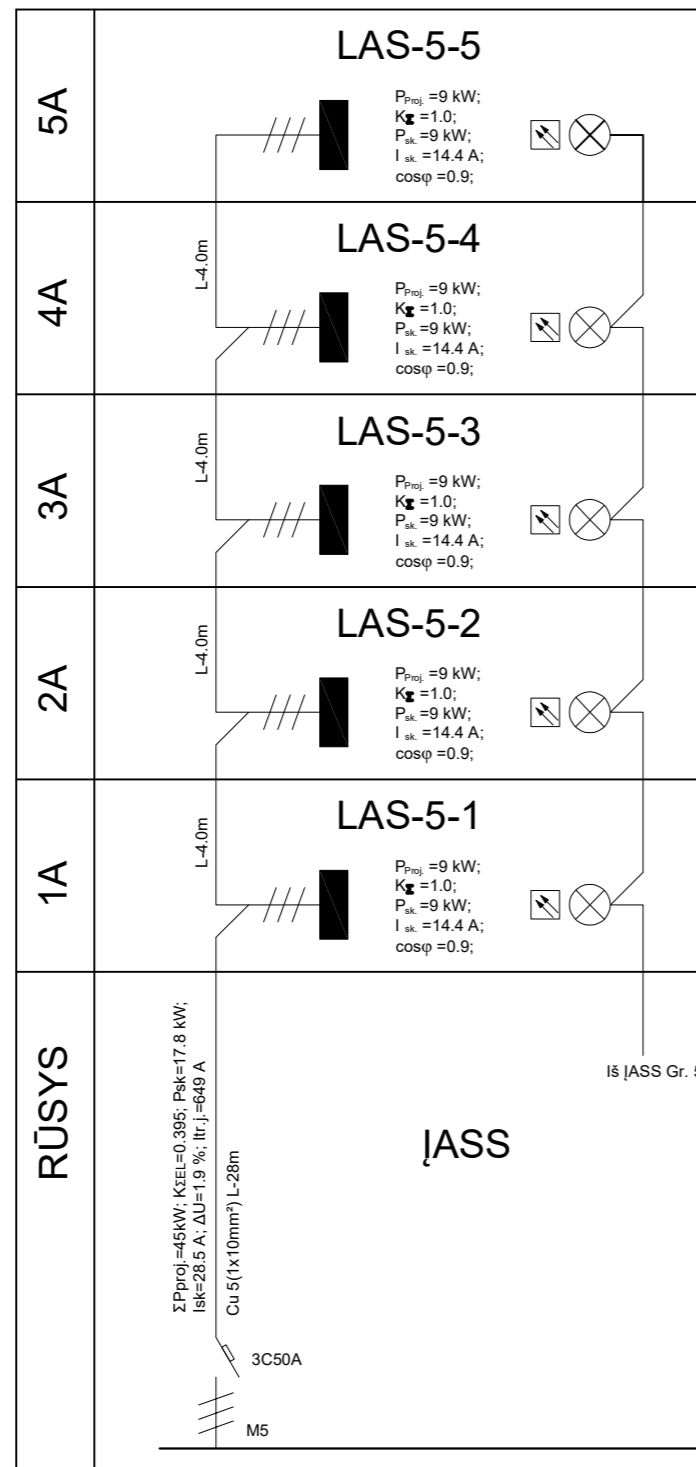 5A
LAS-5-5
PProj. =9 kW;
KΣ =1.0;
Psk. =9 kW;
I sk. =14.4 A;
cosφ =0.9;
4A
L-4.0m
LAS-5-4
PProj. =9 kW;
KΣ =1.0;
Psk. =9 kW;
I sk. =14.4 A;
cosφ =0.9;
3A
L-4.0m
LAS-5-3
PProj. =9 kW;
KΣ =1.0;
Psk. =9 kW;
I sk. =14.4 A;
cosφ =0.9;
2A
L-4.0m
LAS-5-2
PProj. =9 kW;
KΣ =1.0;
Psk. =9 kW;
I sk. =14.4 A;
cosφ =0.9;
1A
L-4.0m
LAS-5-1
PProj. =9 kW;
KΣ =1.0;
Psk. =9 kW;
I sk. =14.4 A;
cosφ =0.9;
RŪSYS
ΣPproj.=45kW; KΣEL=0.395; Psk=17.8 kW;
Isk=28.5 A; ΔU=1.9 %; Itr.j.=649 A
Cu 5(1x10mm²) L-28m
Iš ĮASS Gr. 5
ĮASS
3C50A
M5